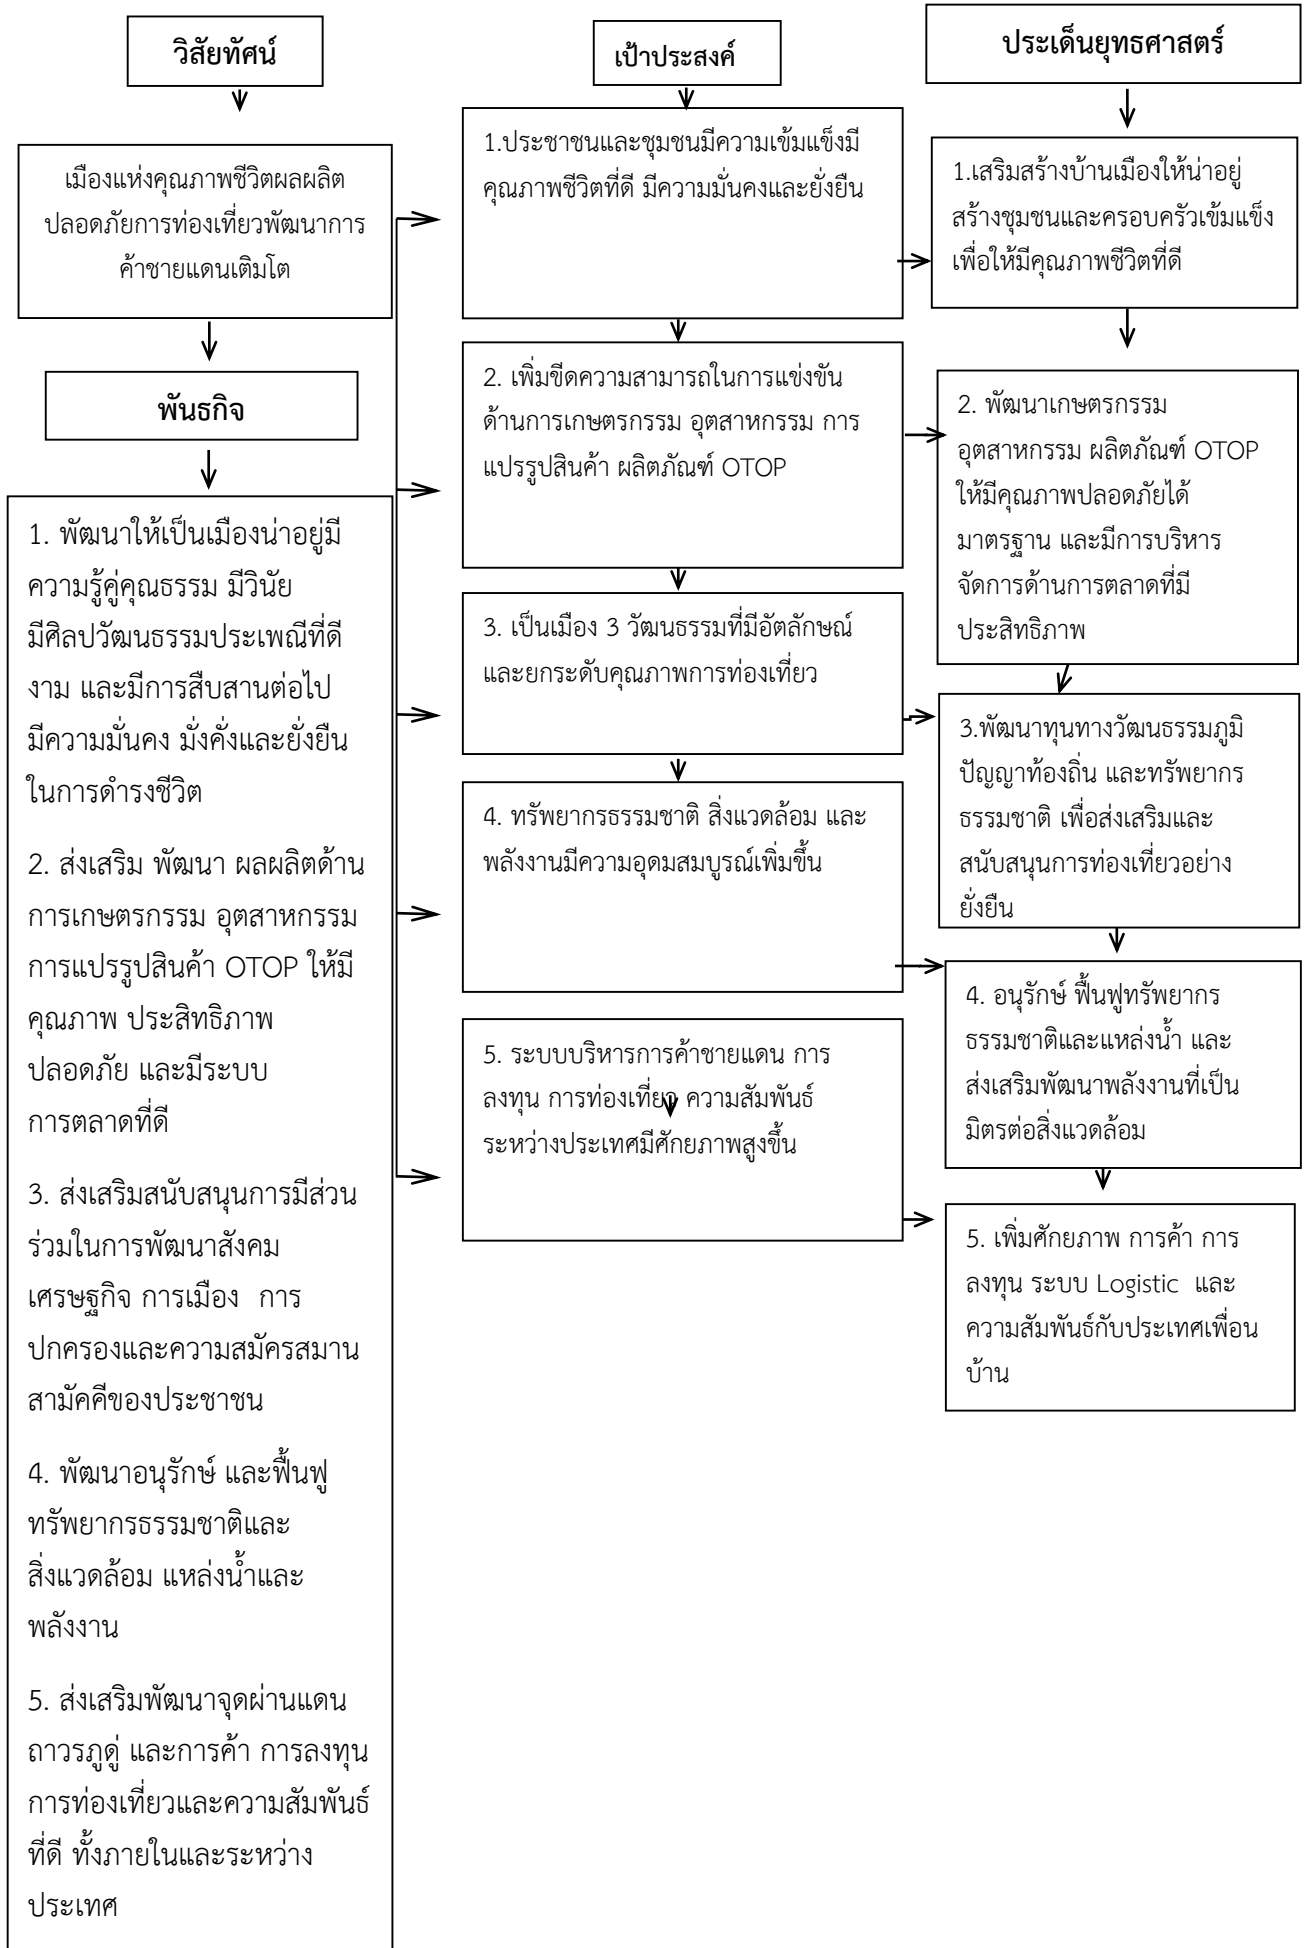 วิสัยทัศน์
เมืองแห่งคุณภาพชีวิตผลผลิต
ปลอดภัยการท่องเที่ยวพัฒนาการ
ค้าชายแดนเติมโต
พันธกิจ
1. พัฒนาให้เป็นเมืองน่าอยู่มี
ความรู้คู่คุณธรรม มีวินัย
มีศิลปวัฒนธรรมประเพณีที่ดี
งาม และมีการสืบสานต่อไป
มีความมั่นคง มั่งคั่งและยั่งยืน
ในการดำรงชีวิต
2. ส่งเสริม พัฒนา ผลผลิตด้าน
การเกษตรกรรม อุตสาหกรรม
การแปรรูปสินค้า OTOP ให้มี
คุณภาพ ประสิทธิภาพ
ปลอดภัย และมีระบบ
การตลาดที่ดี
3. ส่งเสริมสนับสนุนการมีส่วน
ร่วมในการพัฒนาสังคม
เศรษฐกิจ การเมือง  การ
ปกครองและความสมัครสมาน
สามัคคีของประชาชน
4. พัฒนาอนุรักษ์ และฟื้นฟู
ทรัพยากรธรรมชาติและ
สิ่งแวดล้อม แหล่งน้ำและ
พลังงาน
5. ส่งเสริมพัฒนาจุดผ่านแดน
ถาวรภูดู่ และการค้า การลงทุน
การท่องเที่ยวและความสัมพันธ์
ที่ดี ทั้งภายในและระหว่าง
ประเทศ
เป้าประสงค์
1.ประชาชนและชุมชนมีความเข้มแข็งมี
คุณภาพชีวิตที่ดี มีความมั่นคงและยั่งยืน
2. เพิ่มขีดความสามารถในการแข่งขัน
ด้านการเกษตรกรรม อุตสาหกรรม การ
แปรรูปสินค้า ผลิตภัณฑ์ OTOP
3. เป็นเมือง 3 วัฒนธรรมที่มีอัตลักษณ์
และยกระดับคุณภาพการท่องเที่ยว
4. ทรัพยากรธรรมชาติ สิ่งแวดล้อม และ
พลังงานมีความอุดมสมบูรณ์เพิ่มขึ้น
5. ระบบบริหารการค้าชายแดน การ
ลงทุน การท่องเที่ยว ความสัมพันธ์
ระหว่างประเทศมีศักยภาพสูงขึ้น
ประเด็นยุทธศาสตร์
1.เสริมสร้างบ้านเมืองให้น่าอยู่
สร้างชุมชนและครอบครัวเข้มแข็ง
เพื่อให้มีคุณภาพชีวิตที่ดี
2. พัฒนาเกษตรกรรม
อุตสาหกรรม ผลิตภัณฑ์ OTOP
ให้มีคุณภาพปลอดภัยได้
มาตรฐาน และมีการบริหาร
จัดการด้านการตลาดที่มี
ประสิทธิภาพ
3.พัฒนาทุนทางวัฒนธรรมภูมิ
ปัญญาท้องถิ่น และทรัพยากร
ธรรมชาติ เพื่อส่งเสริมและ
สนับสนุนการท่องเที่ยวอย่าง
ยั่งยืน
4. อนุรักษ์ ฟื้นฟูทรัพยากร
ธรรมชาติและแหล่งน้ำ และ
ส่งเสริมพัฒนาพลังงานที่เป็น
มิตรต่อสิ่งแวดล้อม
5. เพิ่มศักยภาพ การค้า การ
ลงทุน ระบบ Logistic  และ
ความสัมพันธ์กับประเทศเพื่อน
บ้าน